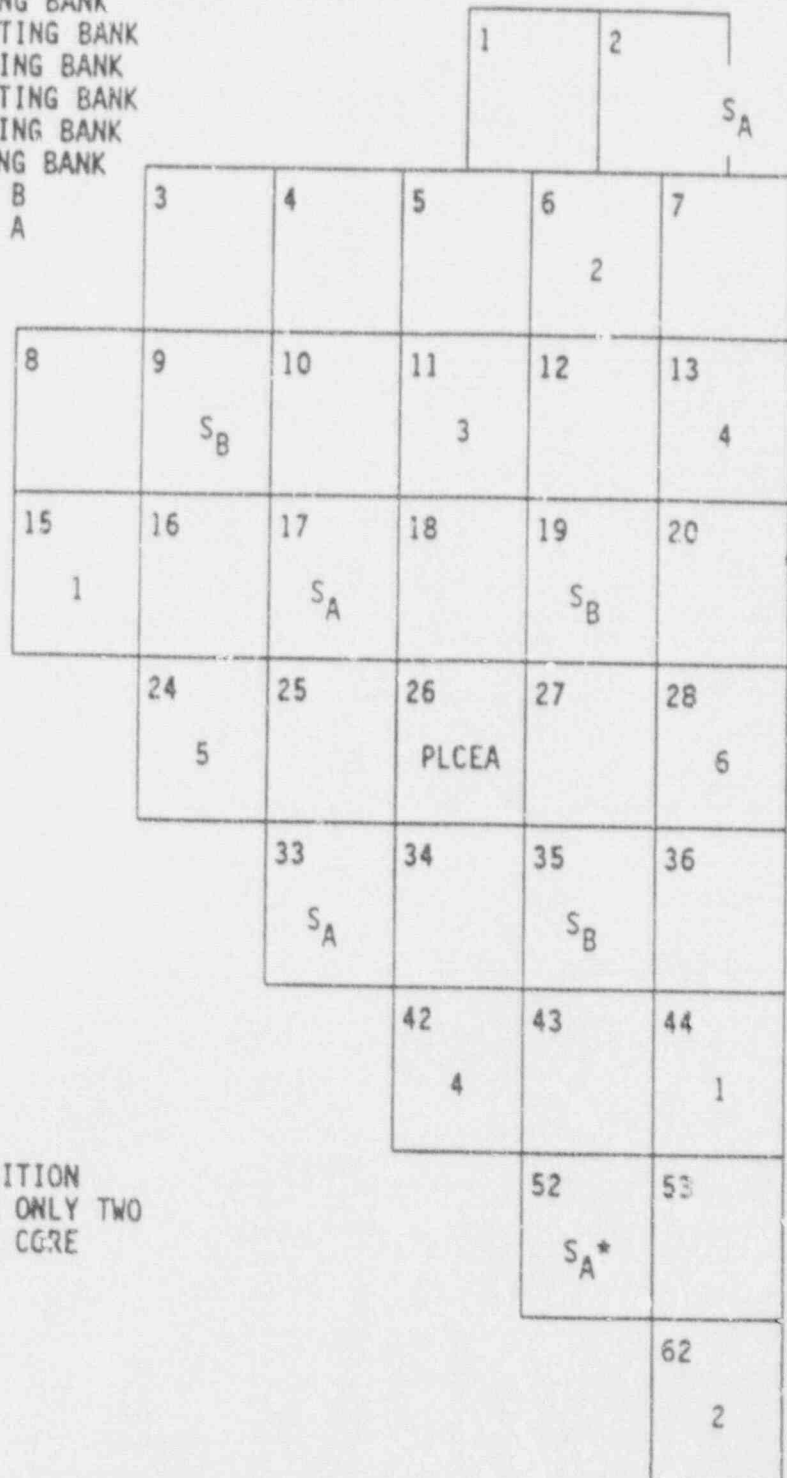 BANK
TING BANK
ING BANK
TING BANK
ING BANK
NG BANK
B
A
1 2
S_A
3 4 5 6 7
2
8 9 10 11 12 13
S_B 3 4
15 16 17 18 19 20
1 S_A S_B
24 25 26 27 28
5 PLCEA 6
33 34 35 36
S_A S_B
42 43 44
4 1
ITION
ONLY TWO
CORE
52 53
S_A*
62
2